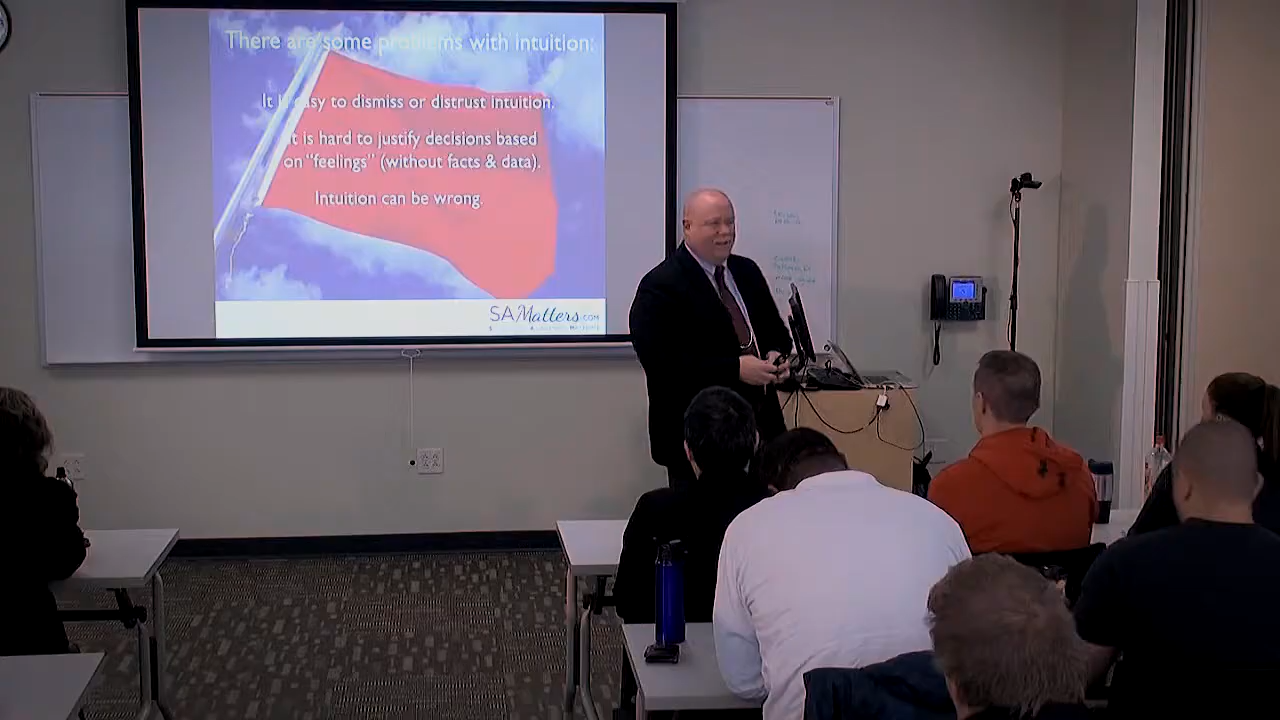 There are some problems with intuition:
It is easy to dismiss or distrust intuition.
It is hard to justify decisions based
on "feelings" (without facts & data).
Intuition can be wrong.
SAMatters.COM